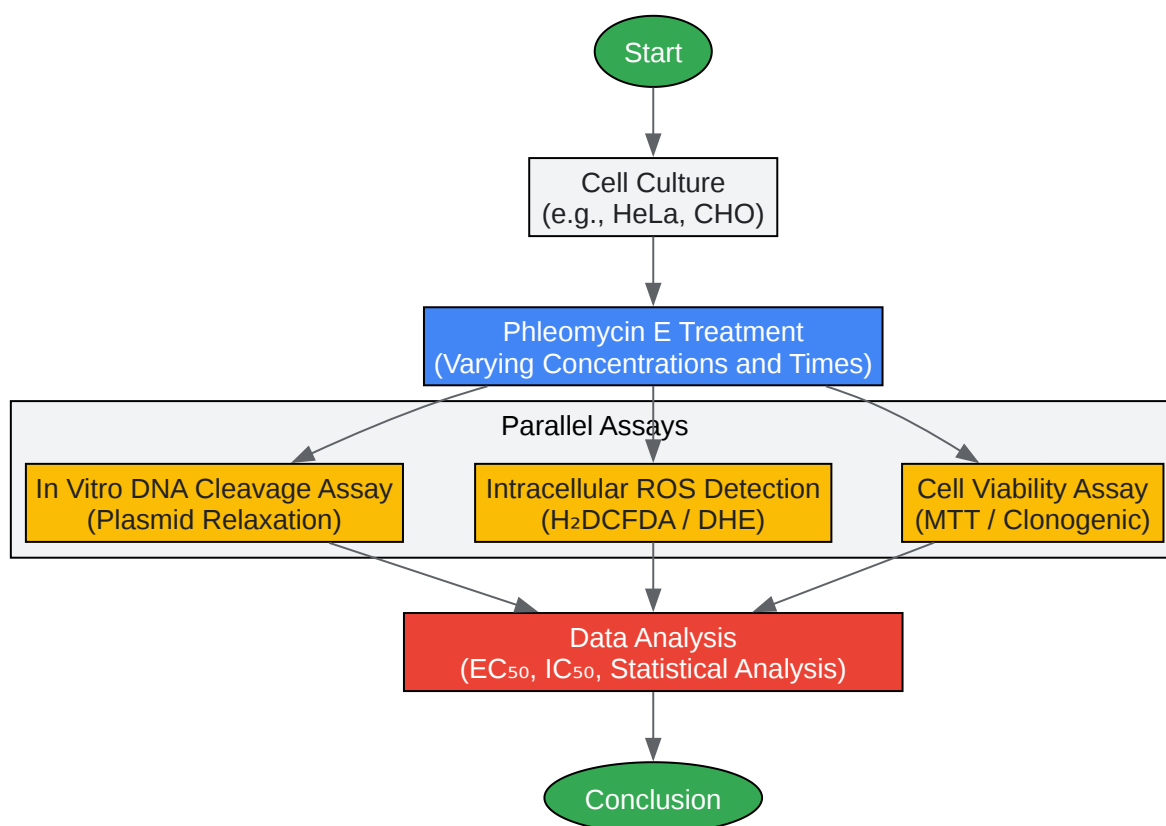 Start
Cell Culture
(e.g., HeLa, CHO)
Phleomycin E Treatment
(Varying Concentrations and Times)
Parallel Assays
In Vitro DNA Cleavage Assay
(Plasmid Relaxation)
Intracellular ROS Detection
(H₂DCFDA / DHE)
Cell Viability Assay
(MTT / Clonogenic)
Data Analysis
(EC₅₀, IC₅₀, Statistical Analysis)
Conclusion